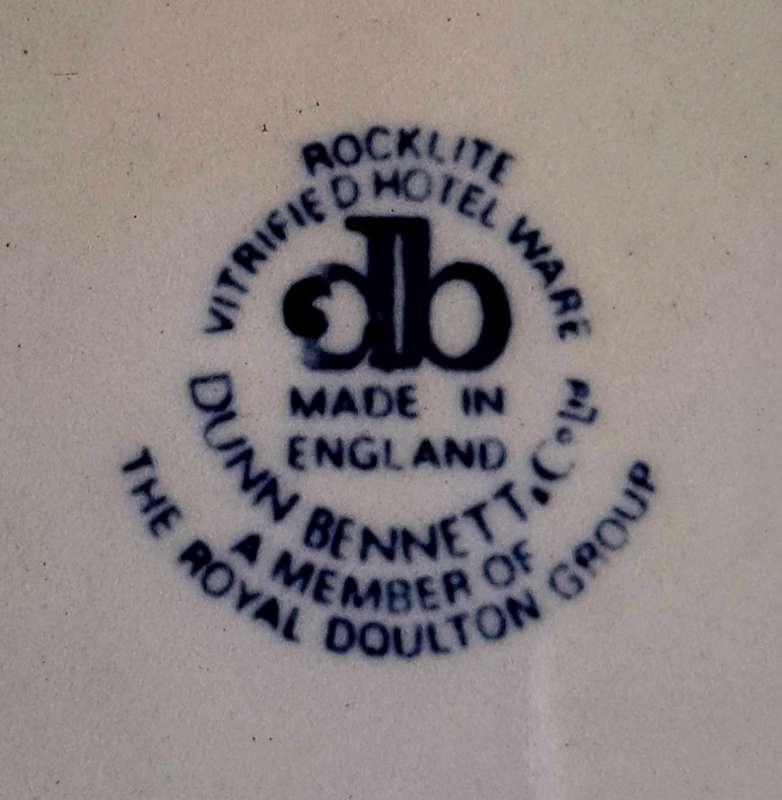 ROCKLITE
VITRIFIED HOTEL WARE
db
MADE IN
ENGLAND
DUNN BENNETT & Co. LTD.
A MEMBER OF
THE ROYAL DOULTON GROUP